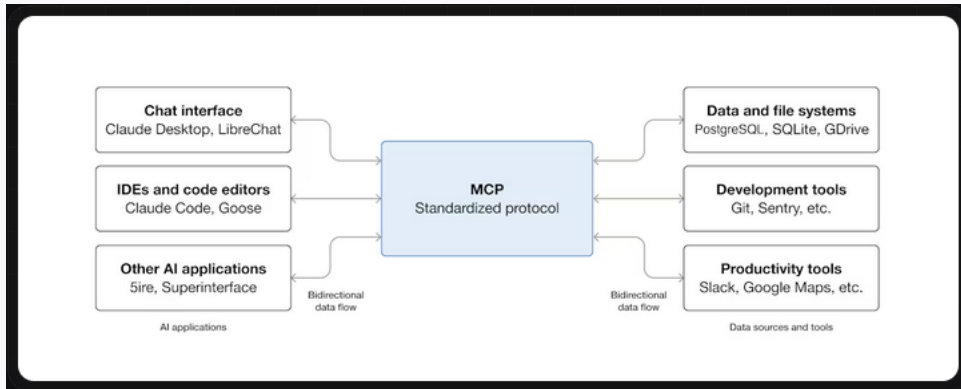 Chat interface
Claude Desktop, LibreChat
IDEs and code editors
Claude Code, Goose
Other AI applications
5ire, Superinterface
AI applications
Bidirectional
data flow
MCP
Standardized protocol
Bidirectional
data flow
Data and file systems
PostgreSQL, SQLite, GDrive
Development tools
Git, Sentry, etc.
Productivity tools
Slack, Google Maps, etc.
Data sources and tools